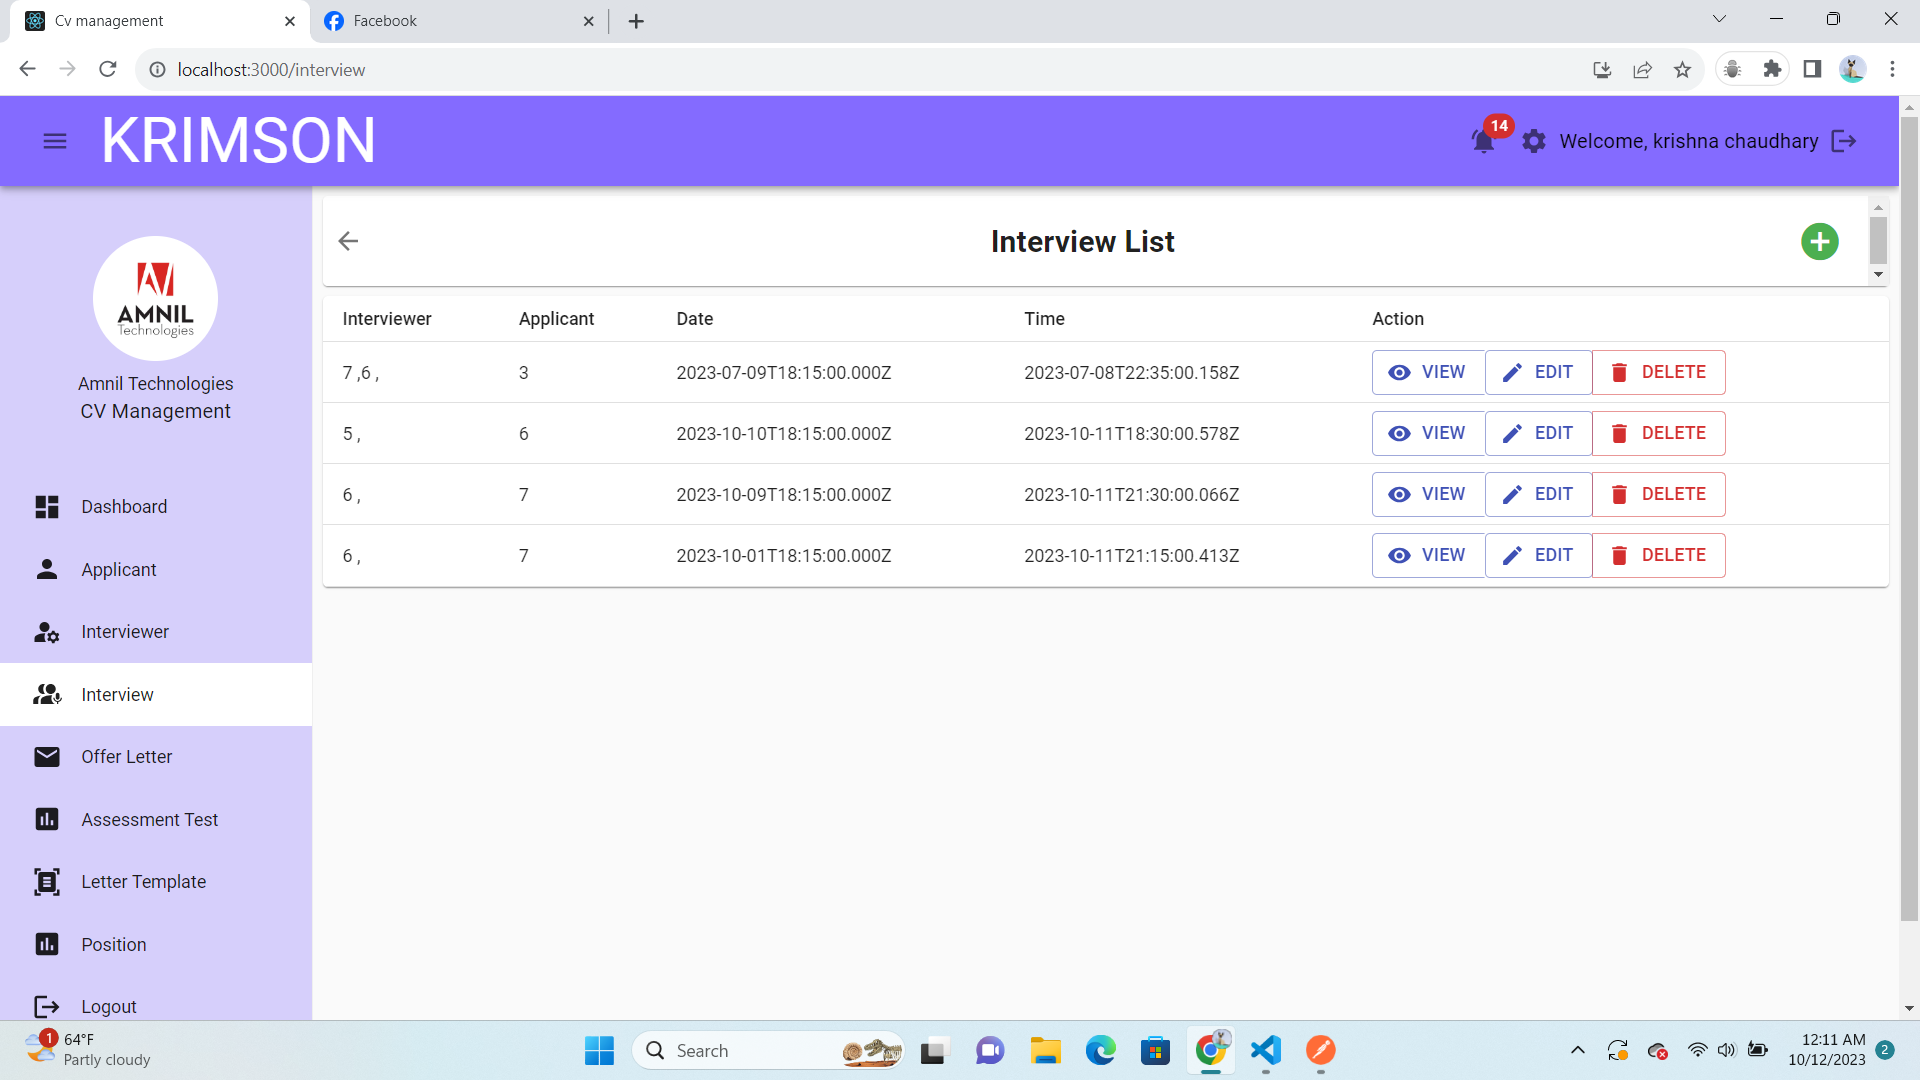 Cv management
Facebook
localhost:3000/interview
KRIMSON
14
Welcome, krishna chaudhary
AMNIL
Technologies
Amnil Technologies
CV Management
Dashboard
Applicant
Interviewer
Interview
Offer Letter
Assessment Test
Letter Template
Position
Logout
Interview List
Interviewer Applicant Date Time Action
7 ,6 , 3 2023-07-09T18:15:00.000Z 2023-07-08T22:35:00.158Z VIEW EDIT DELETE
5 , 6 2023-10-10T18:15:00.000Z 2023-10-11T18:30:00.578Z VIEW EDIT DELETE
6 , 7 2023-10-09T18:15:00.000Z 2023-10-11T21:30:00.066Z VIEW EDIT DELETE
6 , 7 2023-10-01T18:15:00.000Z 2023-10-11T21:15:00.413Z VIEW EDIT DELETE
1
64°F
Partly cloudy
Search
12:11 AM
10/12/2023
2